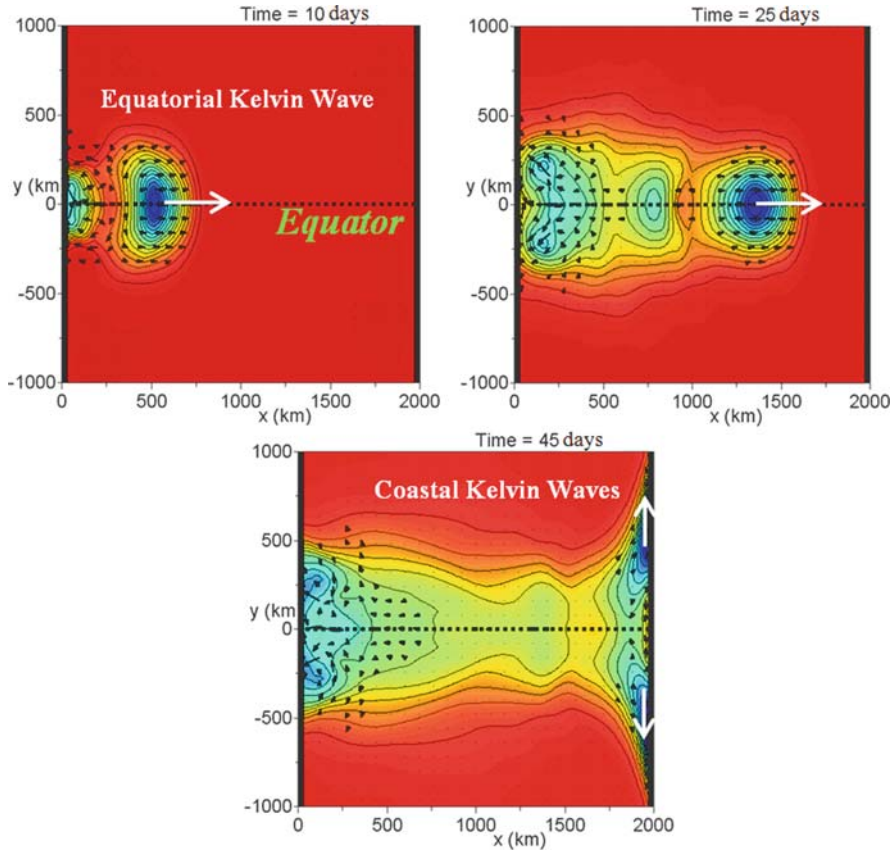 Time = 10 days
1000
Equatorial Kelvin Wave
500
y (km
0
Equator
-500
-1000
0 500 1000 1500 2000
x (km)
Time = 25 days
1000
500
y (km
0
-500
-1000
0 500 1000 1500 2000
x (km)
Time = 45 days
1000
Coastal Kelvin Waves
500
y (km
0
-500
-1000
0 500 1000 1500 2000
x (km)